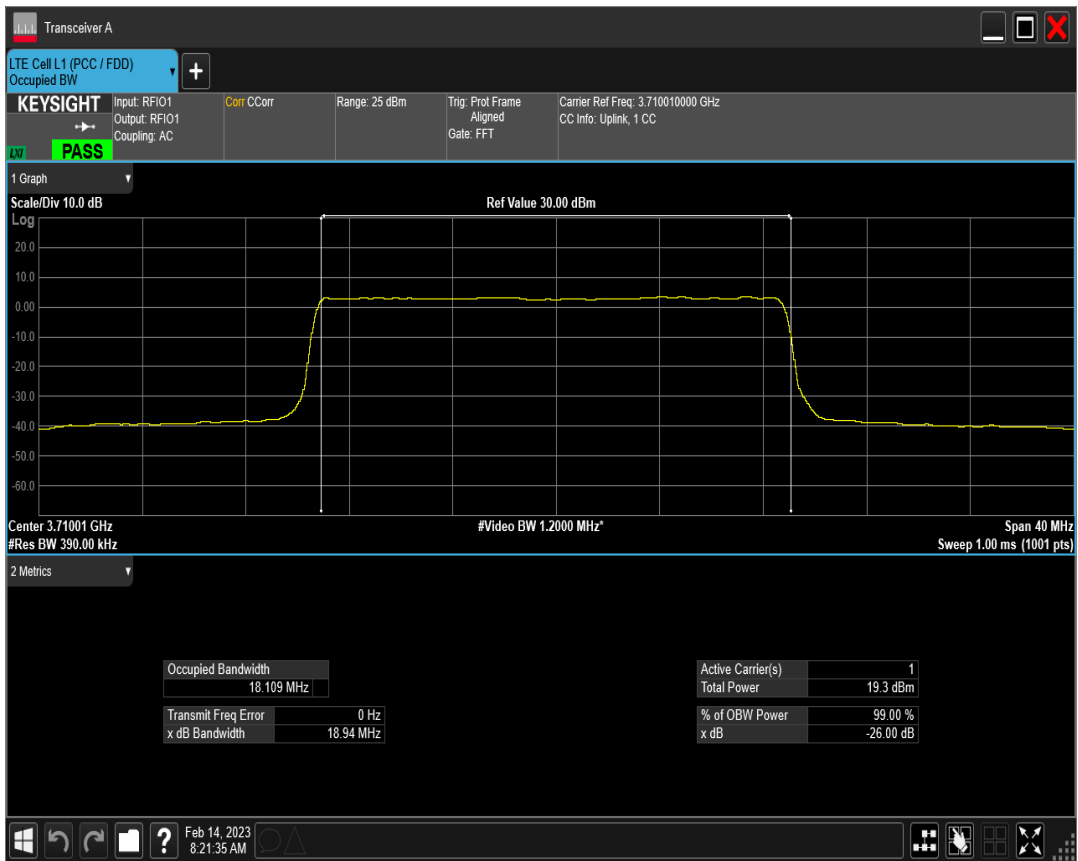 Transceiver A
LTE Cell L1 (PCC / FDD)
Occupied BW
KEYSIGHT
LXI
PASS
Input: RFIO1
Output: RFIO1
Coupling: AC
Corr CCorr
Range: 25 dBm
Trig: Prot Frame
Aligned
Gate: FFT
Carrier Ref Freq: 3.710010000 GHz
CC Info: Uplink, 1 CC
1 Graph
Scale/Div 10.0 dB
Ref Value 30.00 dBm
Log
20.0
10.0
0.00
-10.0
-20.0
-30.0
-40.0
-50.0
-60.0
Center 3.71001 GHz
#Video BW 1.2000 MHz*
Span 40 MHz
#Res BW 390.00 kHz
Sweep 1.00 ms (1001 pts)
2 Metrics
Occupied Bandwidth
18.109 MHz
Transmit Freq Error 0 Hz
x dB Bandwidth 18.94 MHz
Active Carrier(s) 1
Total Power 19.3 dBm
% of OBW Power 99.00 %
x dB -26.00 dB
?
Feb 14, 2023
8:21:35 AM